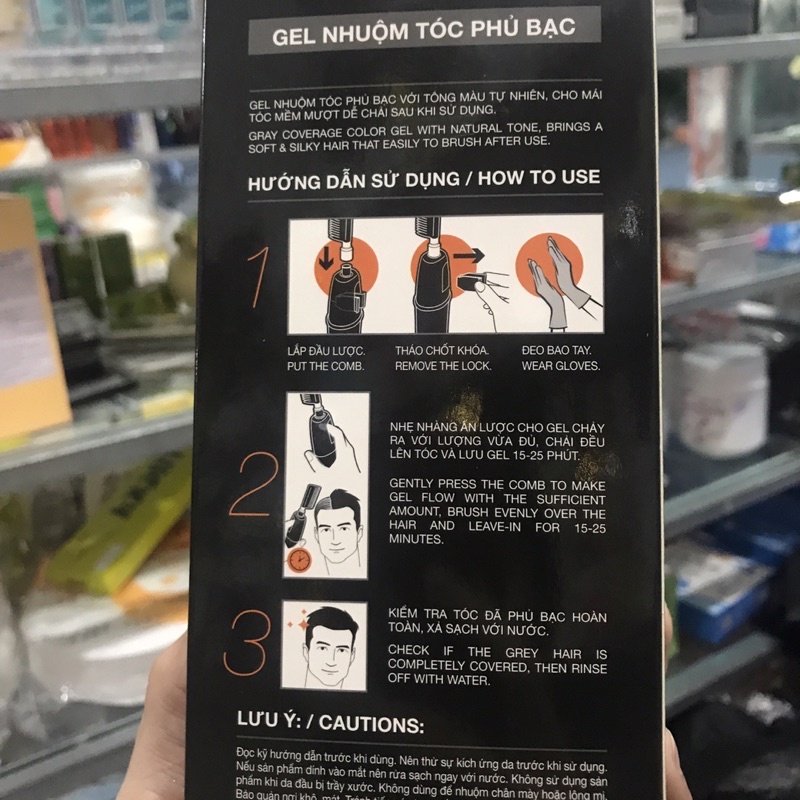 GEL NHUỘM TÓC PHỦ BẠC
GEL NHUỘM TÓC PHỦ BẠC VỚI TÔNG MÀU TỰ NHIÊN, CHO MÁI
TÓC MỀM MƯỢT DỄ CHẢI SAU KHI SỬ DỤNG.
GRAY COVERAGE COLOR GEL WITH NATURAL TONE, BRINGS A
SOFT & SILKY HAIR THAT EASILY TO BRUSH AFTER USE.
HƯỚNG DẪN SỬ DỤNG / HOW TO USE
1
LẮP ĐẦU LƯỢC.
PUT THE COMB.
THÁO CHỐT KHÓA.
REMOVE THE LOCK.
ĐEO BAO TAY.
WEAR GLOVES.
2
NHẸ NHÀNG ẤN LƯỢC CHO GEL CHẢY
RA VỚI LƯỢNG VỪA ĐỦ, CHẢI ĐỀU
LÊN TÓC VÀ LƯU GEL 15-25 PHÚT.
GENTLY PRESS THE COMB TO MAKE
GEL FLOW WITH THE SUFFICIENT
AMOUNT, BRUSH EVENLY OVER THE
HAIR AND LEAVE-IN FOR 15-25
MINUTES.
3
KIỂM TRA TÓC ĐÃ PHỦ BẠC HOÀN
TOÀN, XẢ SẠCH VỚI NƯỚC.
CHECK IF THE GREY HAIR IS
COMPLETELY COVERED, THEN RINSE
OFF WITH WATER.
LƯU Ý: / CAUTIONS:
Đọc kỹ hướng dẫn trước khi dùng. Nên thử sự kích ứng da trước khi sử dụng.
Nếu sản phẩm dính vào mắt nên rửa sạch ngay với nước. Không sử dụng sản
phẩm khi da đầu bị trầy xước. Không dùng để nhuộm chân mày hoặc lông mi.
Bảo quản nơi khô, mát. Tránh